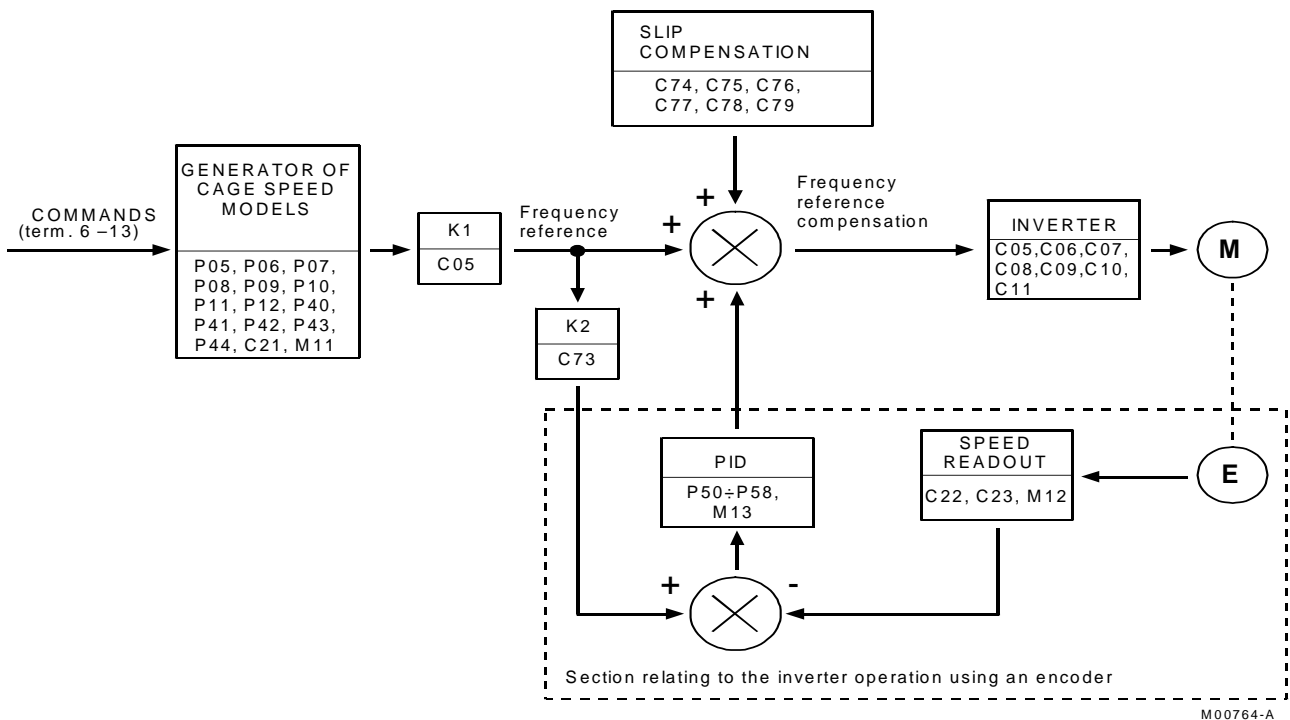 SLIP
COMPENSATION
C74, C75, C76,
C77, C78, C79
GENERATOR OF
CAGE SPEED
MODELS
P05, P06, P07,
P08, P09, P10,
P11, P12, P40,
P41, P42, P43,
P44, C21, M11
COMMANDS
(term. 6 –13)
K1
C05
Frequency
reference
+
+
+
Frequency
reference
compensation
INVERTER
C05,C06,C07,
C08,C09,C10,
C11
M
K2
C73
PID
P50÷P58,
M13
SPEED
READOUT
C22, C23, M12
E
+
-
Section relating to the inverter operation using an encoder
M00764-A